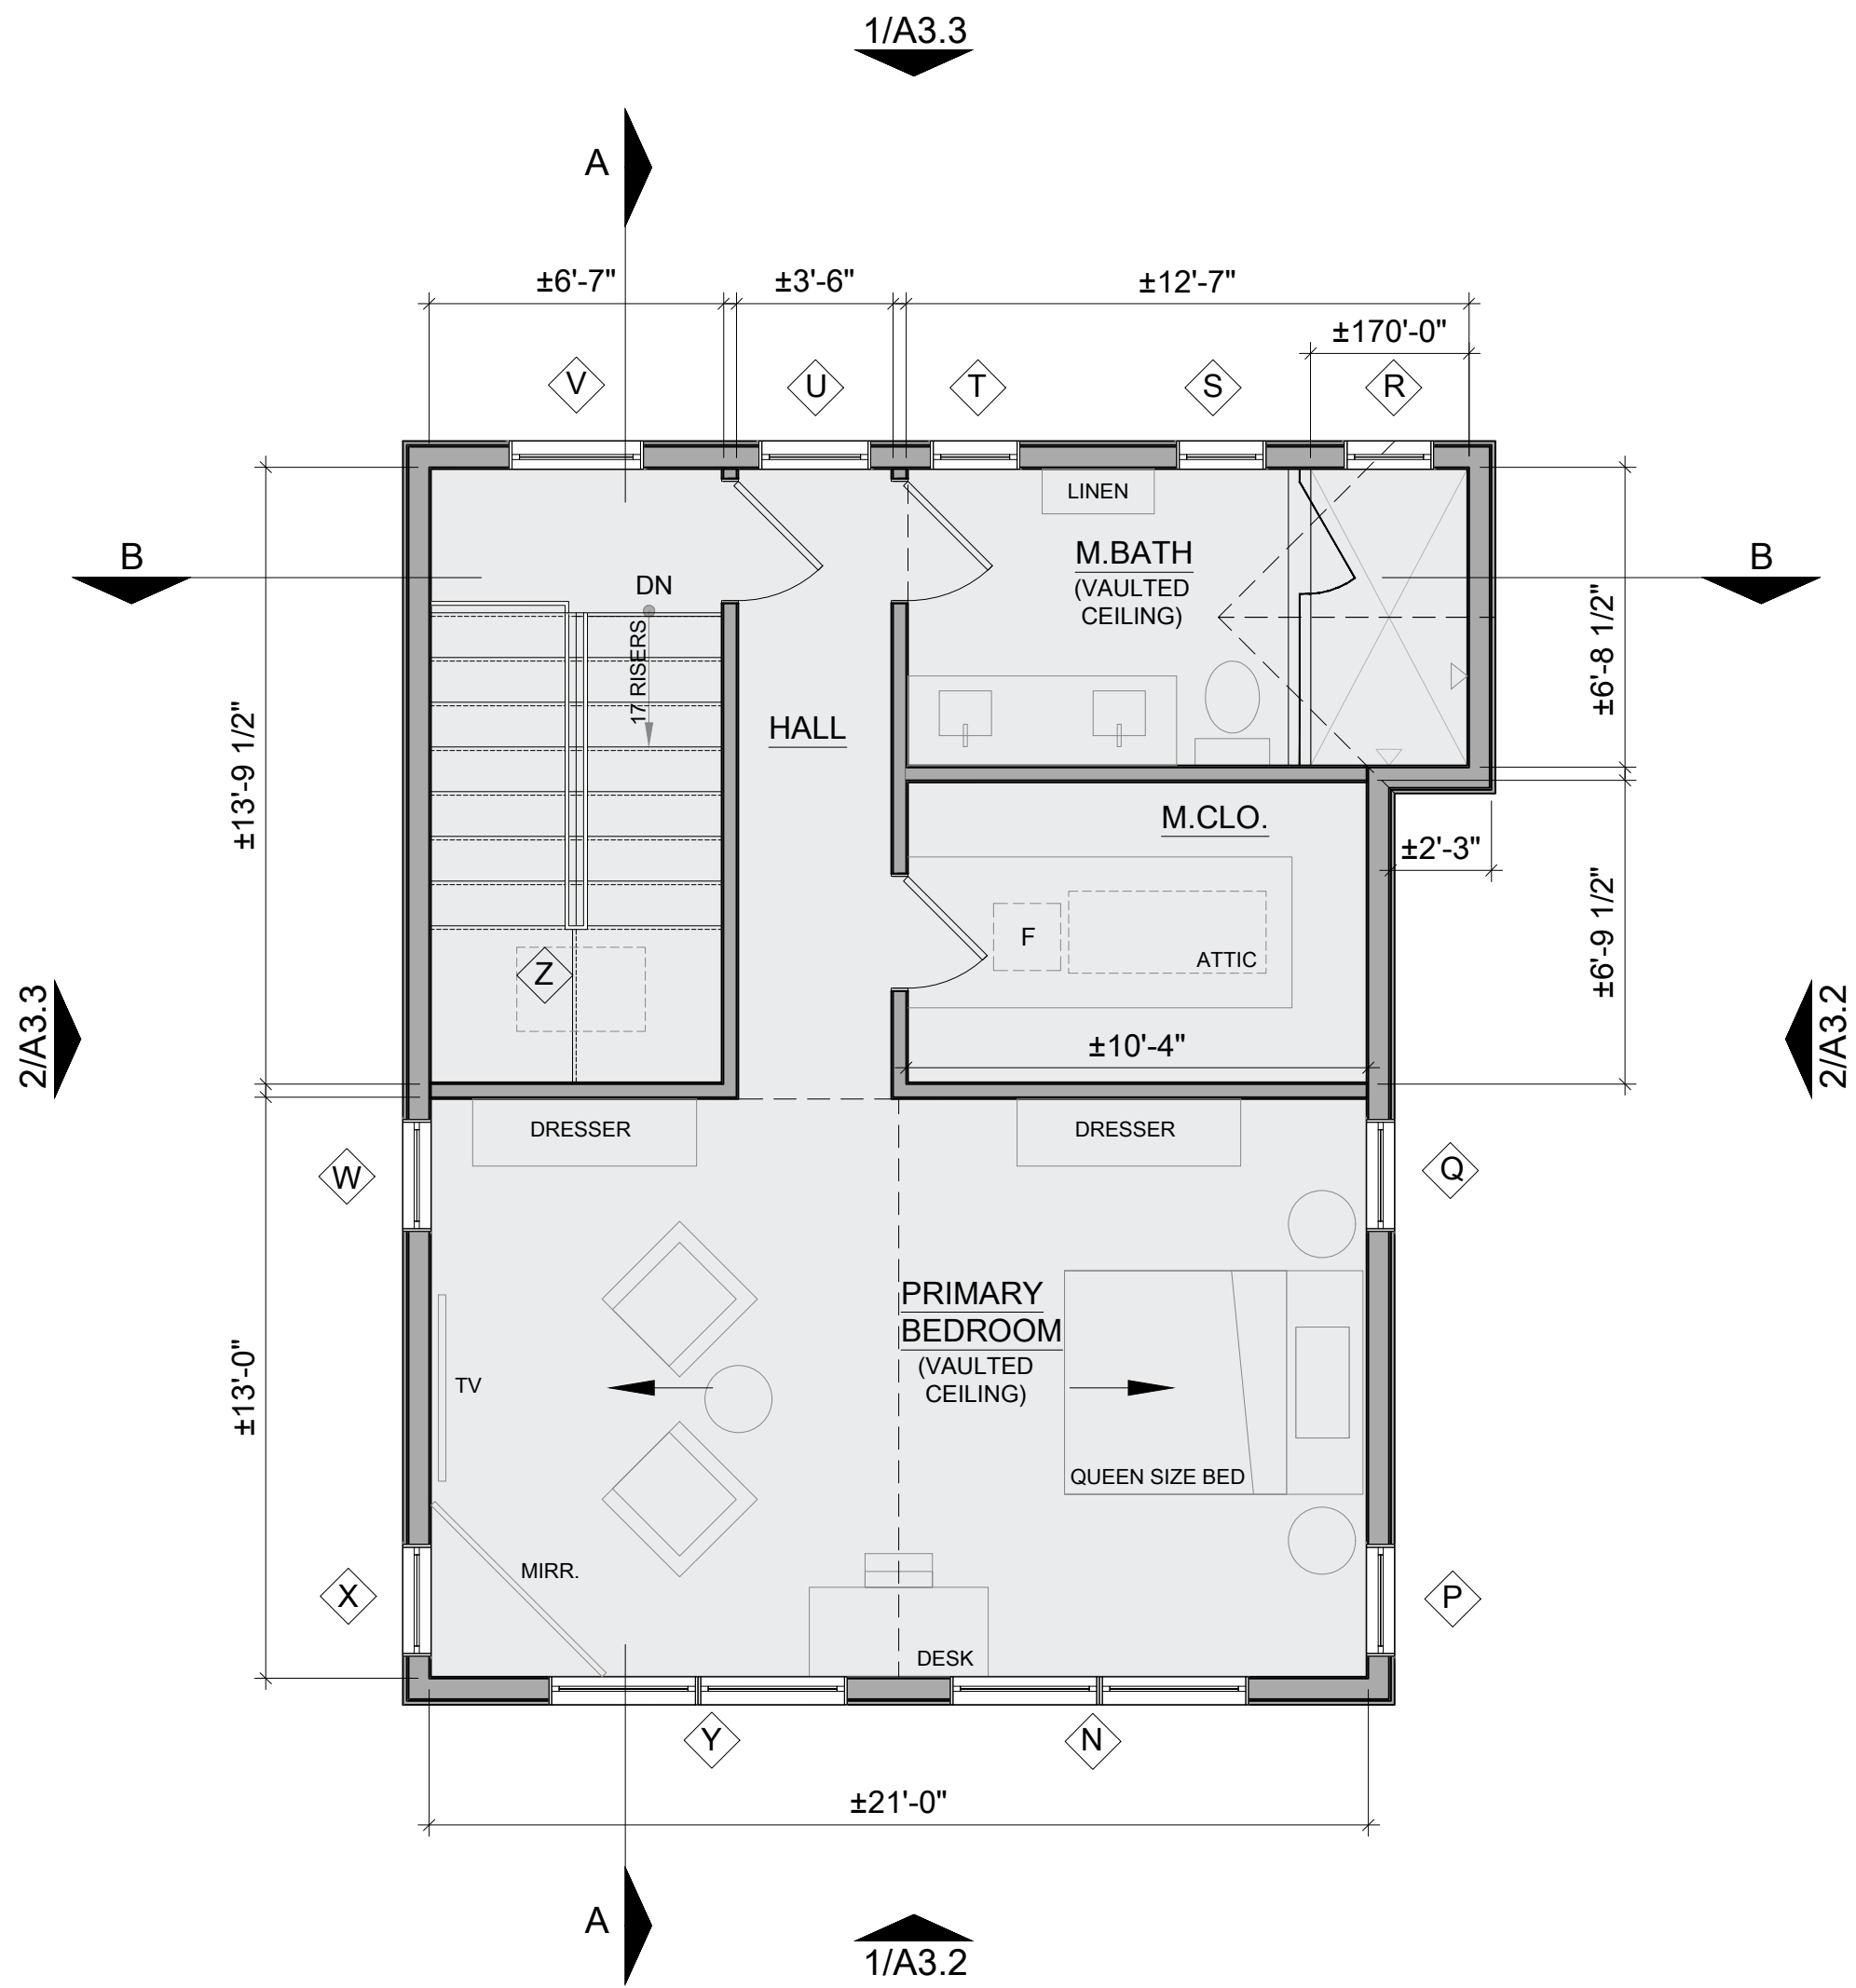 1/A3.3
A
±6'-7"
±3'-6"
±12'-7"
±170'-0"
V
U
T
S
R
LINEN
B
M.BATH
B
(VAULTED
CEILING)
DN
17 RISERS
±6'-8 1/2"
HALL
±13'-9 1/2"
M.CLO.
±2'-3"
±6'-9 1/2"
F
ATTIC
Z
2/A3.3
±10'-4"
2/A3.2
DRESSER
DRESSER
W
Q
PRIMARY
BEDROOM
(VAULTED
CEILING)
TV
±13'-0"
QUEEN SIZE BED
MIRR.
X
P
DESK
Y
N
±21'-0"
A
1/A3.2